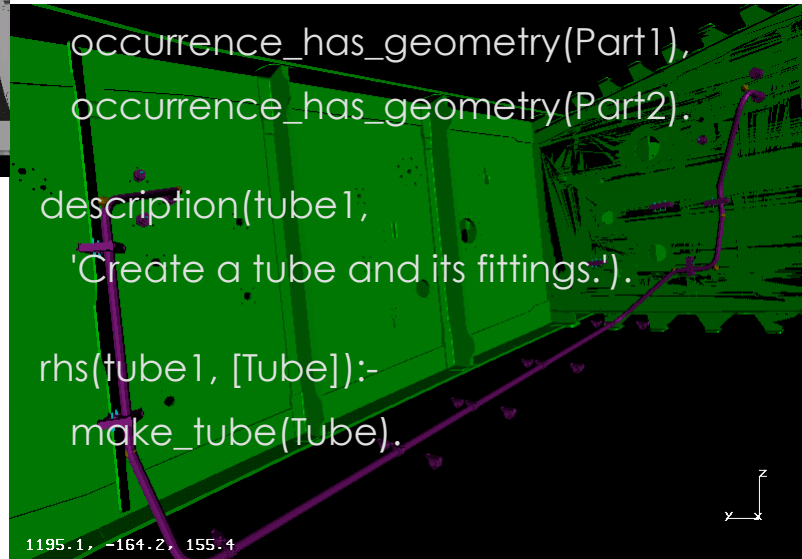 occurrence_has_geometry(Part1),
occurrence_has_geometry(Part2).
description(tube1,
'Create a tube and its fittings.').
rhs(tube1, [Tube]):-
make_tube(Tube).
z
y x
1195.1, -164.2, 155.4